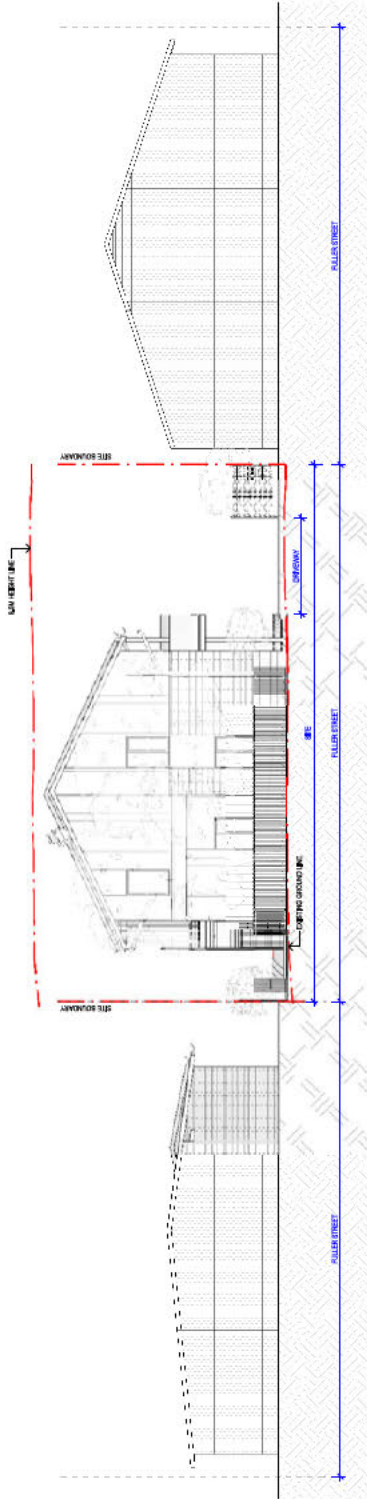 MAX HEIGHT LINE
SITE BOUNDARY
SITE BOUNDARY
EXISTING GROUND LINE
DRIVEWAY
SITE
FULLER STREET
FULLER STREET
FULLER STREET